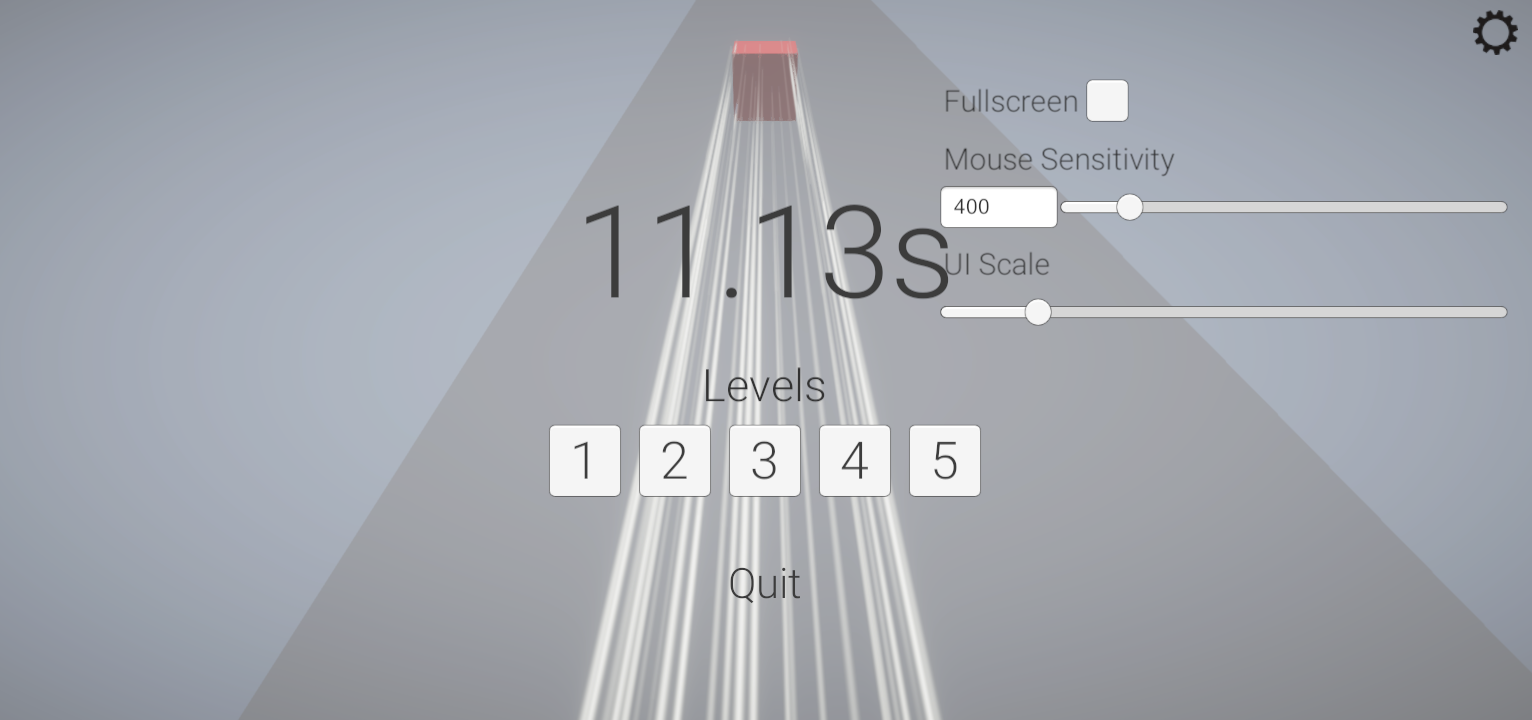 Fullscreen
Mouse Sensitivity
400
11.13s
UI Scale
Levels
1 2 3 4 5
Quit